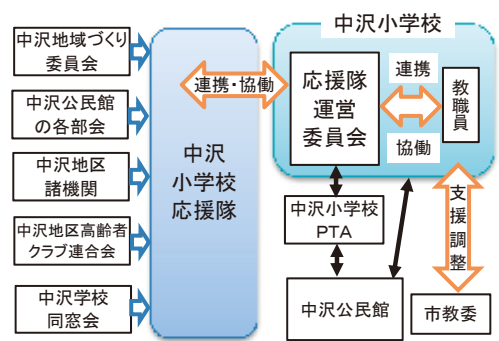 中沢地域づくり
委員会
中沢公民館
の各部会
中沢地区
諸機関
中沢地区高齢者
クラブ連合会
中沢学校
同窓会
中沢
小学校
応援隊
連携・協働
中沢小学校
応援隊
運営
委員会
連携
協働
教職員
中沢小学校
PTA
中沢公民館
支援調整
市教委